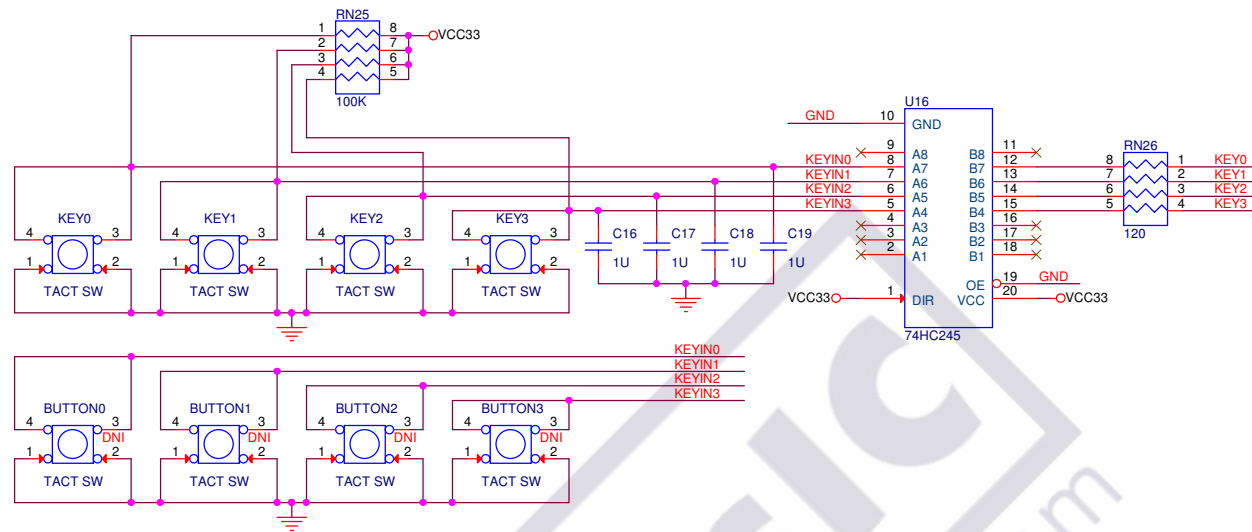 RN25
1 8 VCC33
2 7
3 6
4 5
100K
U16
GND 10 GND
9 A8 B8 11
RN26
KEYIN0 8 A7 B7 12 8 1 KEY0
KEYIN1 7 A6 B6 13 7 2 KEY1
KEYIN2 6 A5 B5 14 6 3 KEY2
KEYIN3 5 A4 B4 15 5 4 KEY3
4 A3 B3 16
3 A2 B2 17
2 A1 B1 18
120
OE 19 GND
VCC33 1 DIR VCC 20 VCC33
74HC245
KEY0 KEY1 KEY2 KEY3
4 3 4 3 4 3 4 3
1 2 1 2 1 2 1 2
TACT SW TACT SW TACT SW TACT SW
C16 C17 C18 C19
1U 1U 1U 1U
KEYIN0
KEYIN1
KEYIN2
KEYIN3
BUTTON0 BUTTON1 BUTTON2 BUTTON3
4 3 4 3 4 3 4 3
DNI DNI DNI DNI
1 2 1 2 1 2 1 2
TACT SW TACT SW TACT SW TACT SW